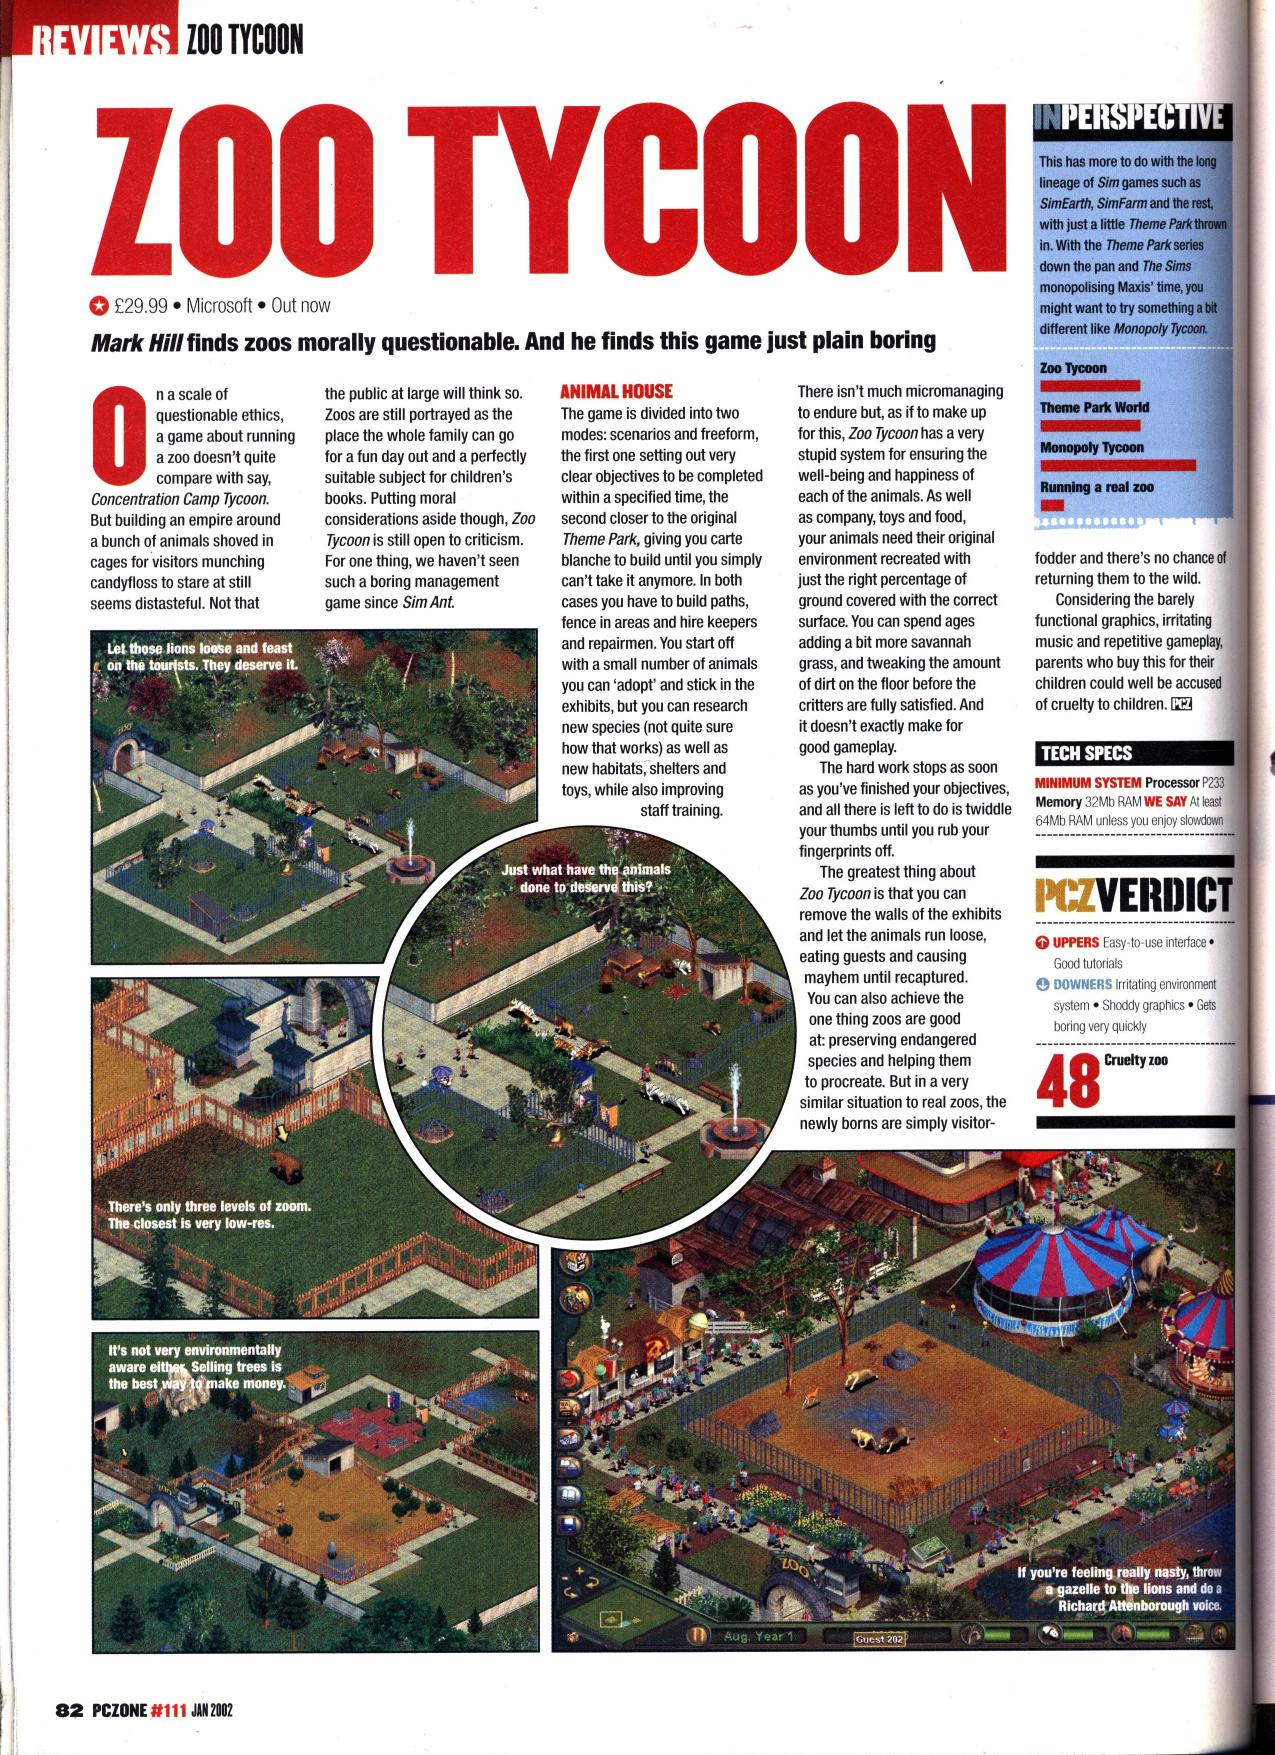 REVIEWS ZOO TYCOON
ZOO TYCOON
£29.99 • Microsoft • Out now
Mark Hill finds zoos morally questionable. And he finds this game just plain boring
On a scale of
questionable ethics,
a game about running
a zoo doesn't quite
compare with say,
Concentration Camp Tycoon.
But building an empire around
a bunch of animals shoved in
cages for visitors munching
candyfloss to stare at still
seems distasteful. Not that
the public at large will think so.
Zoos are still portrayed as the
place the whole family can go
for a fun day out and a perfectly
suitable subject for children's
books. Putting moral
considerations aside though, Zoo
Tycoon is still open to criticism.
For one thing, we haven't seen
such a boring management
game since Sim Ant.
ANIMAL HOUSE
The game is divided into two
modes: scenarios and freeform,
the first one setting out very
clear objectives to be completed
within a specified time, the
second closer to the original
Theme Park, giving you carte
blanche to build until you simply
can't take it anymore. In both
cases you have to build paths,
fence in areas and hire keepers
and repairmen. You start off
with a small number of animals
you can 'adopt' and stick in the
exhibits, but you can research
new species (not quite sure
how that works) as well as
new habitats, shelters and
toys, while also improving
staff training.
There isn't much micromanaging
to endure but, as if to make up
for this, Zoo Tycoon has a very
stupid system for ensuring the
well-being and happiness of
each of the animals. As well
as company, toys and food,
your animals need their original
environment recreated with
just the right percentage of
ground covered with the correct
surface. You can spend ages
adding a bit more savannah
grass, and tweaking the amount
of dirt on the floor before the
critters are fully satisfied. And
it doesn't exactly make for
good gameplay.
The hard work stops as soon
as you've finished your objectives,
and all there is left to do is twiddle
your thumbs until you rub your
fingerprints off.
The greatest thing about
Zoo Tycoon is that you can
remove the walls of the exhibits
and let the animals run loose,
eating guests and causing
mayhem until recaptured.
You can also achieve the
one thing zoos are good
at: preserving endangered
species and helping them
to procreate. But in a very
similar situation to real zoos, the
newly borns are simply visitor-
fodder and there's no chance of
returning them to the wild.
Considering the barely
functional graphics, irritating
music and repetitive gameplay,
parents who buy this for their
children could well be accused
of cruelty to children. PCZ
INPERSPECTIVE
This has more to do with the long
lineage of Sim games such as
SimEarth, SimFarm and the rest,
with just a little Theme Park thrown
in. With the Theme Park series
down the pan and The Sims
monopolising Maxis' time, you
might want to try something a bit
different like Monopoly Tycoon.
Zoo Tycoon
Theme Park World
Monopoly Tycoon
Running a real zoo
TECH SPECS
MINIMUM SYSTEM Processor P233
Memory 32Mb RAM WE SAY At least
64Mb RAM unless you enjoy slowdown
PCZVERDICT
UPPERS Easy-to-use interface •
Good tutorials
DOWNERS Irritating environment
system • Shoddy graphics • Gets
boring very quickly
48 Cruelty zoo
Let those lions loose and feast
on the tourists. They deserve it.
Just what have the animals
done to deserve this?
There's only three levels of zoom.
The closest is very low-res.
It's not very environmentally
aware either. Selling trees is
the best way to make money.
ZOO
If you're feeling really nasty, throw
a gazelle to the lions and do a
Richard Attenborough voice.
Aug. Year 1
Guest 202
82 PCZONE #111 JAN 2002